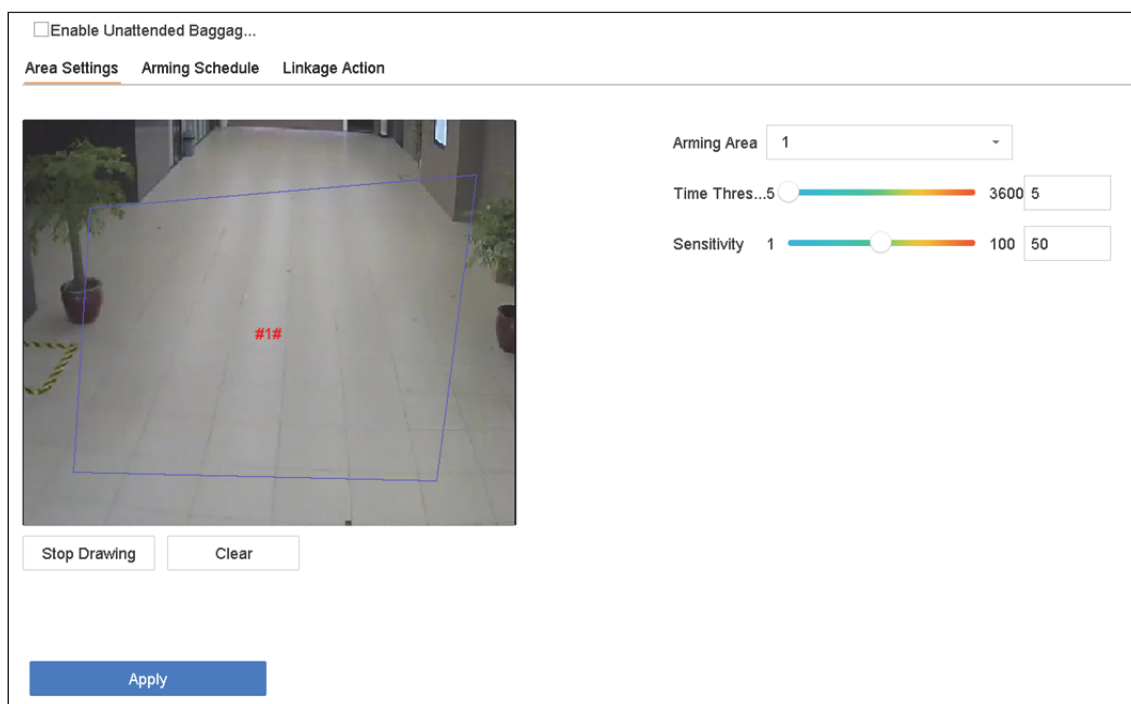 Enable Unattended Baggag...
Area Settings Arming Schedule Linkage Action
Arming Area 1
Time Thres...5 3600 5
Sensitivity 1 100 50
#1#
Stop Drawing Clear
Apply